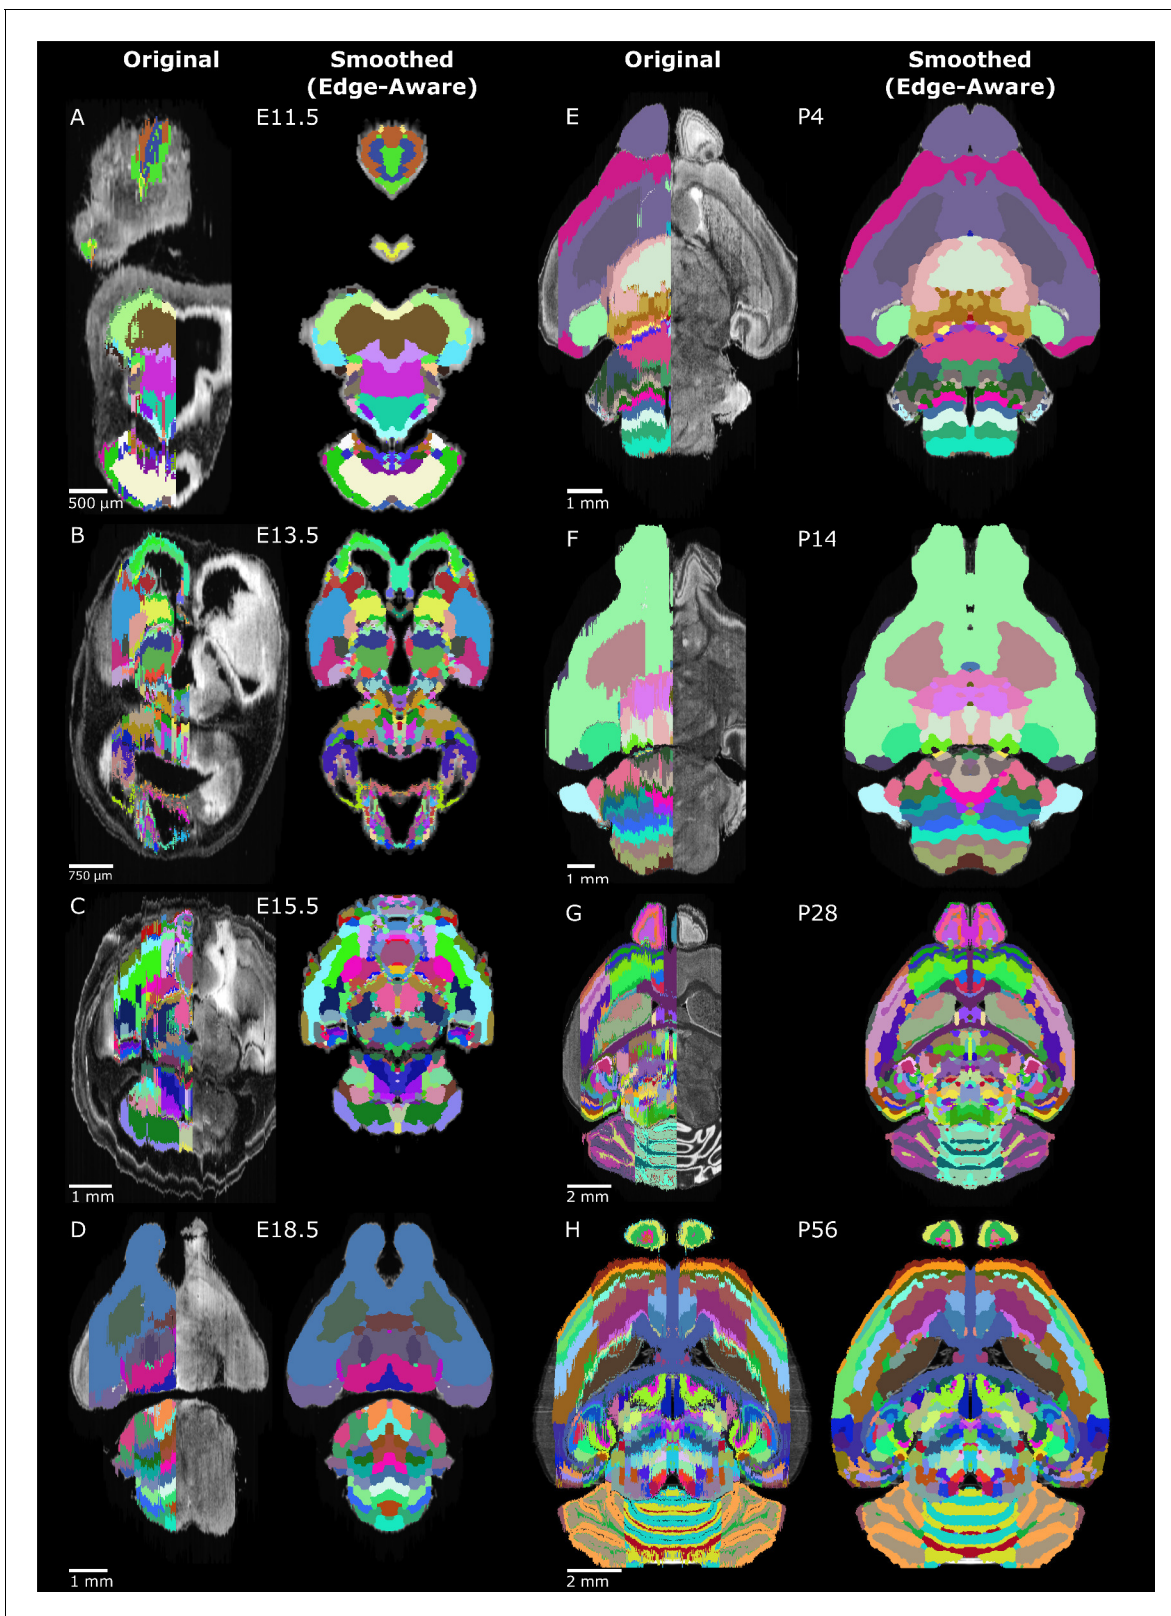 Original
Smoothed
(Edge-Aware)
Original
Smoothed
(Edge-Aware)
A
E11.5
500 µm
B
E13.5
750 µm
C
E15.5
1 mm
D
E18.5
1 mm
E
P4
1 mm
F
P14
1 mm
G
P28
2 mm
H
P56
2 mm